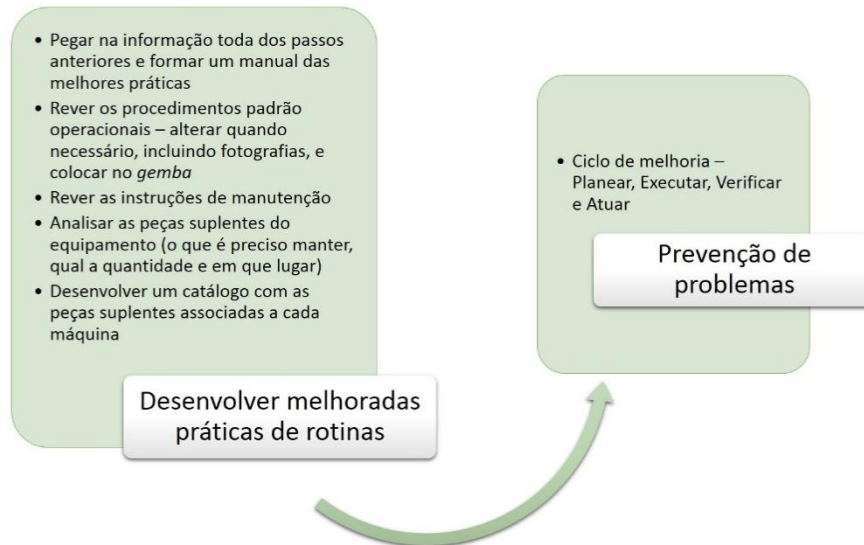 • Pegar na informação toda dos passos
anteriores e formar um manual das
melhores práticas
• Rever os procedimentos padrão
operacionais – alterar quando
necessário, incluindo fotografias, e
colocar no gemba
• Rever as instruções de manutenção
• Analisar as peças suplentes do
equipamento (o que é preciso manter,
qual a quantidade e em que lugar)
• Desenvolver um catálogo com as
peças suplentes associadas a cada
máquina
Desenvolver melhoradas
práticas de rotinas
• Ciclo de melhoria –
Planear, Executar, Verificar
e Atuar
Prevenção de
problemas